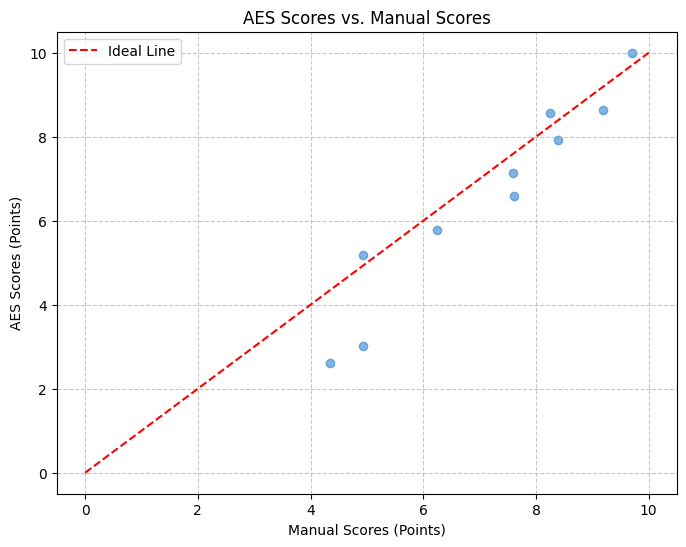 AES Scores vs. Manual Scores
Ideal Line
AES Scores (Points)
10
8
6
4
2
0
0 2 4 6 8 10
Manual Scores (Points)